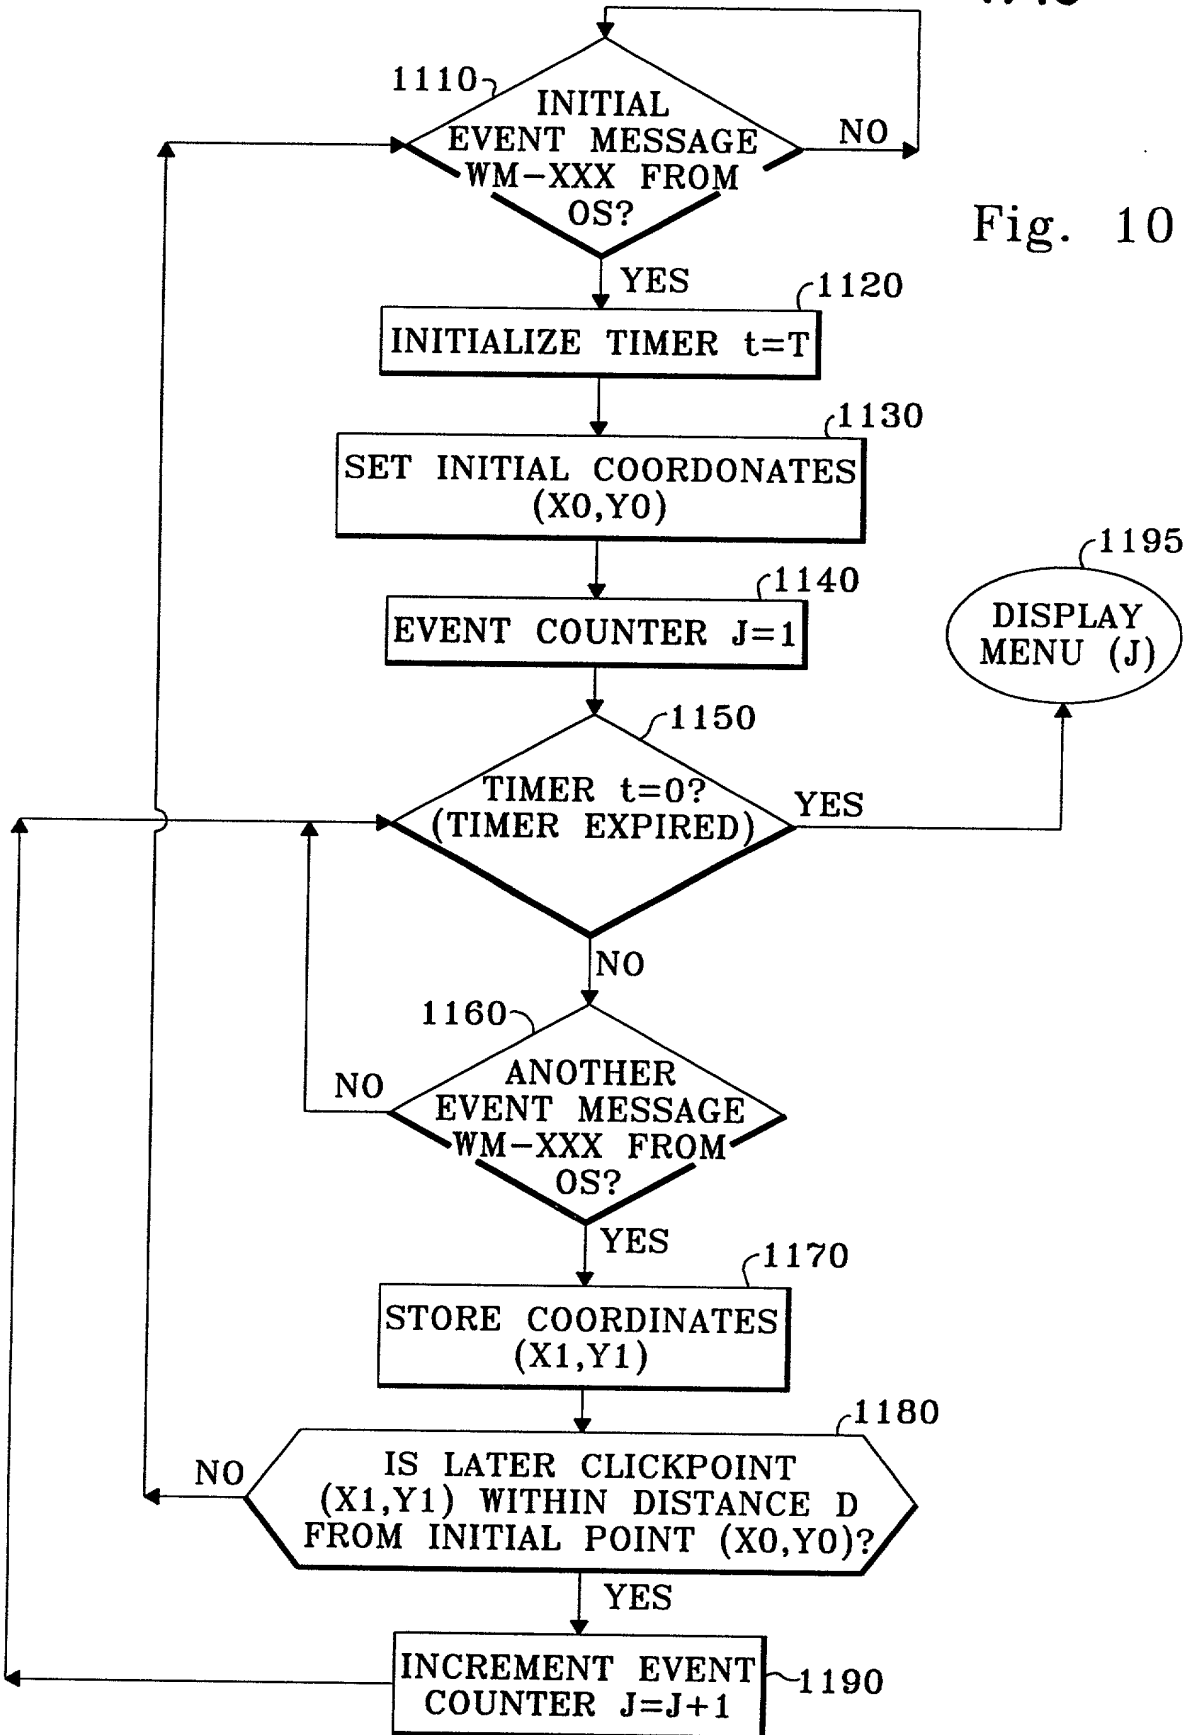 1110
INITIAL
EVENT MESSAGE
WM-XXX FROM
OS?
NO
Fig. 10
YES
1120
INITIALIZE TIMER t=T
1130
SET INITIAL COORDONATES
(X0,Y0)
1140
EVENT COUNTER J=1
1195
DISPLAY
MENU (J)
1150
TIMER t=0?
(TIMER EXPIRED)
YES
NO
1160
ANOTHER
EVENT MESSAGE
WM-XXX FROM
OS?
NO
YES
1170
STORE COORDINATES
(X1,Y1)
1180
IS LATER CLICKPOINT
(X1,Y1) WITHIN DISTANCE D
FROM INITIAL POINT (X0,Y0)?
NO
YES
INCREMENT EVENT
COUNTER J=J+1
1190